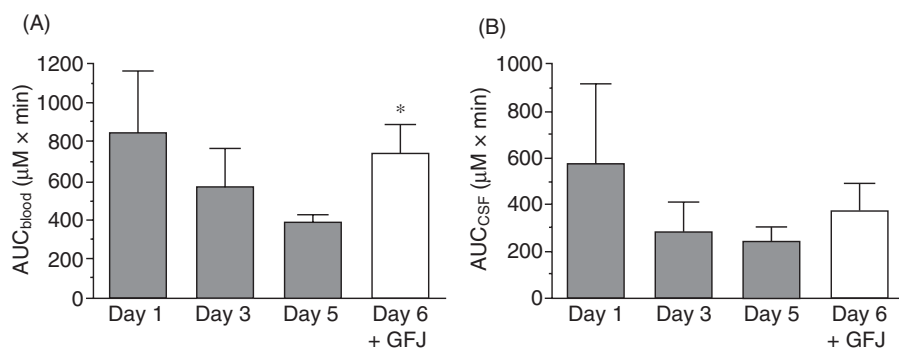 (A)
AUCblood (μM × min)
1200
1000
800
600
400
200
0
*
Day 1
Day 3
Day 5
Day 6
+ GFJ
(B)
AUCCSF (μM × min)
1000
800
600
400
200
0
Day 1
Day 3
Day 5
Day 6
+ GFJ